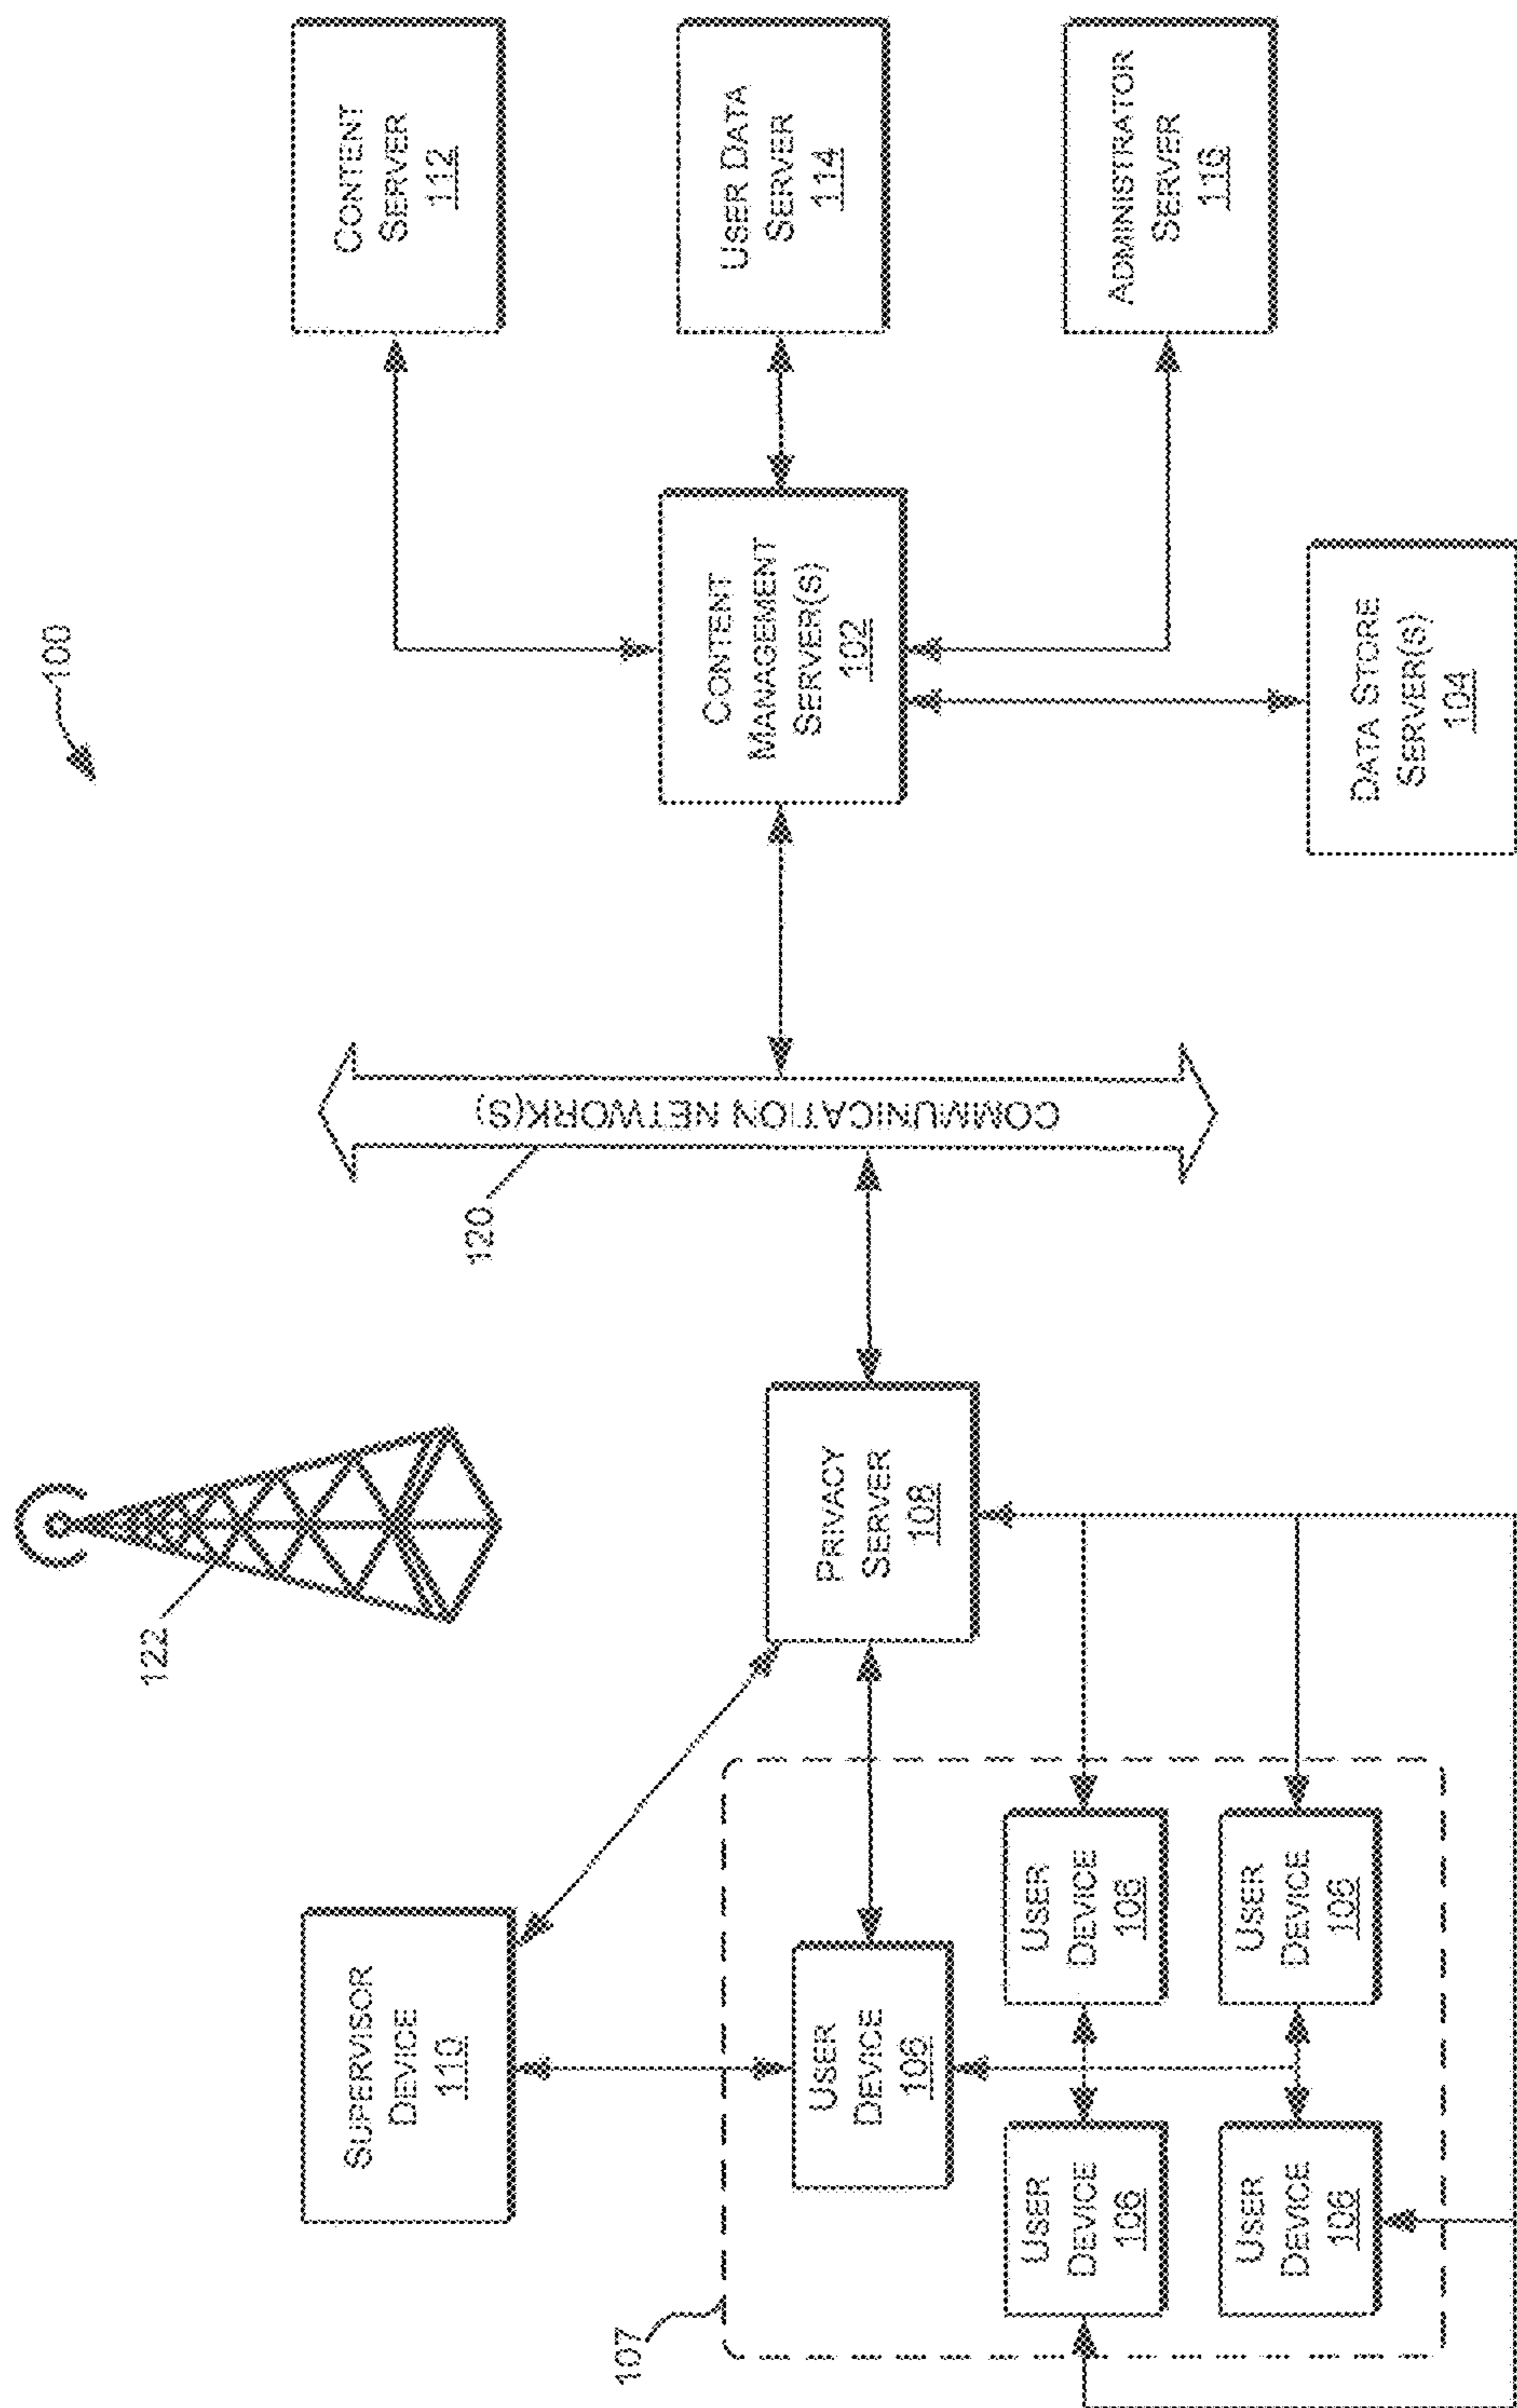 100
122
SUPERVISOR
DEVICE
110
CONTENT
SERVER
112
120
107
COMMUNICATION NETWORK(S)
USER
DEVICE
106
PRIVACY
SERVER
108
CONTENT
MANAGEMENT
SERVER(S)
102
USER DATA
SERVER
114
USER
DEVICE
106
USER
DEVICE
106
ADMINISTRATOR
SERVER
116
USER
DEVICE
106
USER
DEVICE
106
DATA STORE
SERVER(S)
104